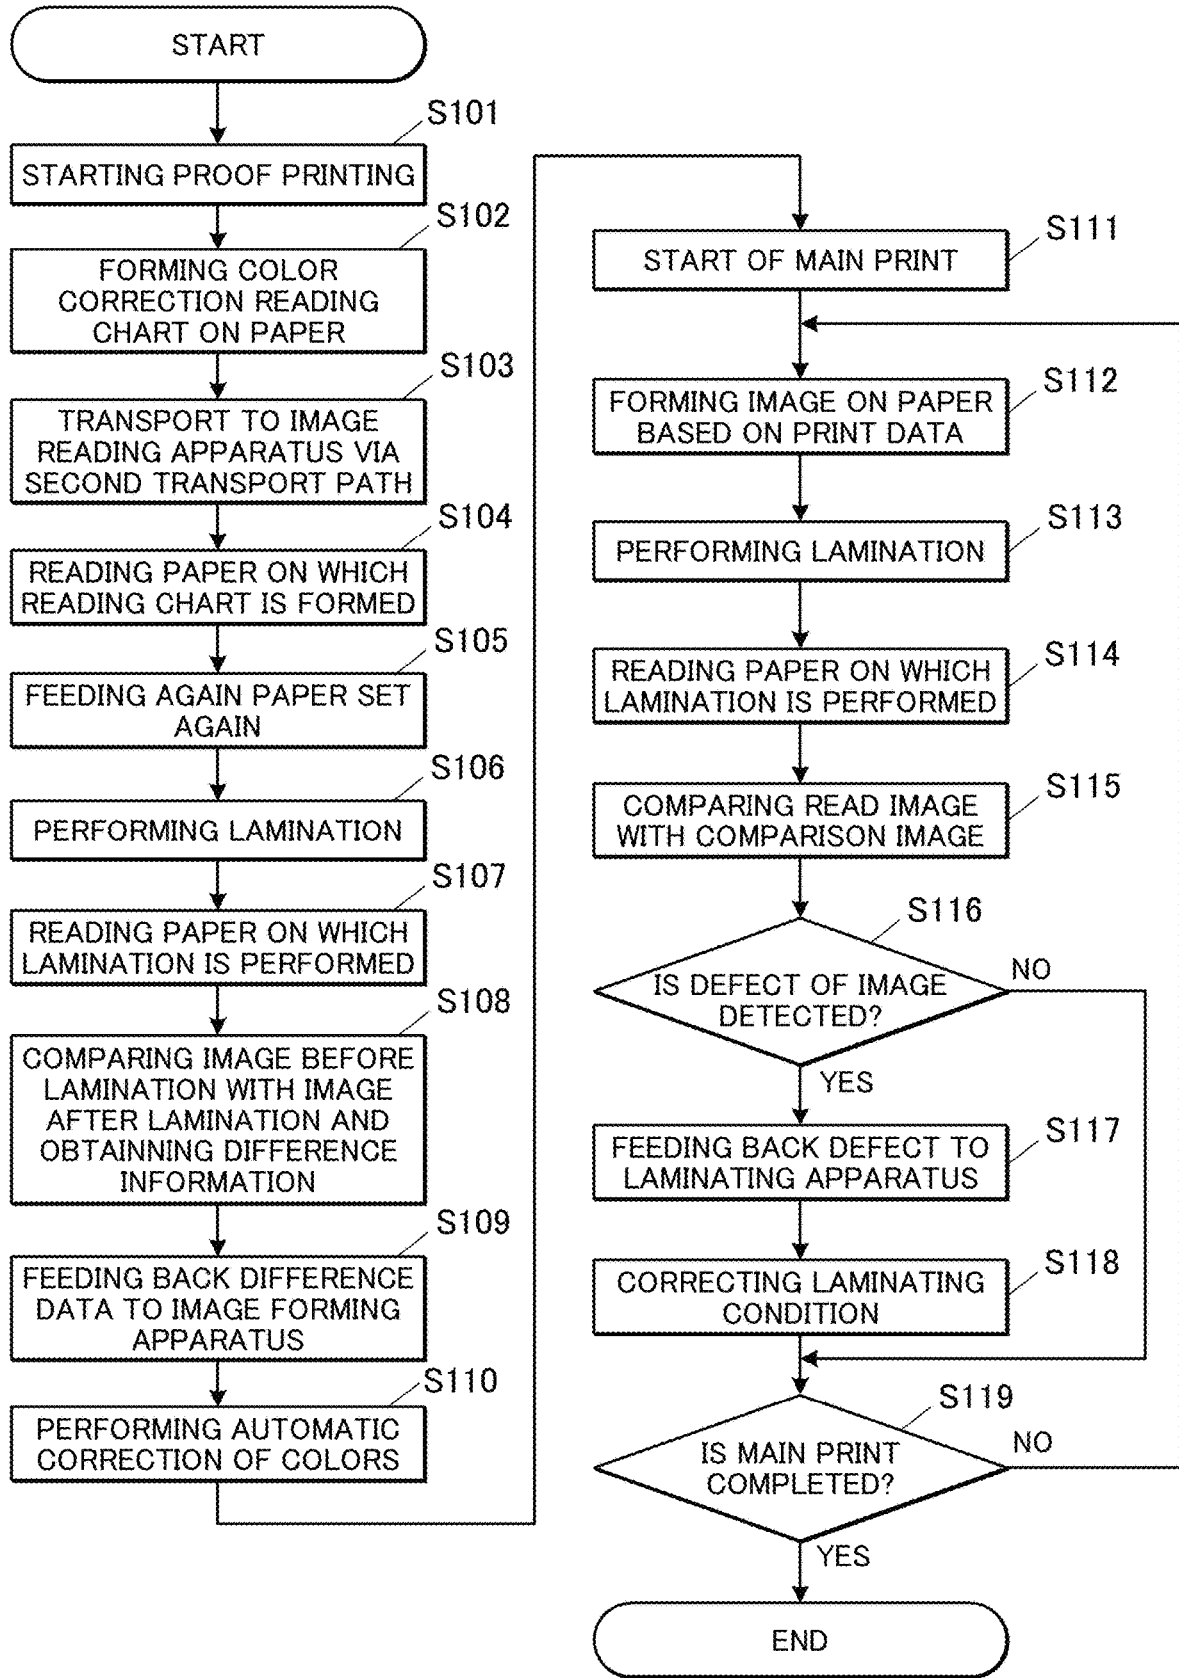 START
S101
STARTING PROOF PRINTING
S102
FORMING COLOR
CORRECTION READING
CHART ON PAPER
S103
TRANSPORT TO IMAGE
READING APPARATUS VIA
SECOND TRANSPORT PATH
S104
READING PAPER ON WHICH
READING CHART IS FORMED
S105
FEEDING AGAIN PAPER SET
AGAIN
S106
PERFORMING LAMINATION
S107
READING PAPER ON WHICH
LAMINATION IS PERFORMED
S108
COMPARING IMAGE BEFORE
LAMINATION WITH IMAGE
AFTER LAMINATION AND
OBTAINNING DIFFERENCE
INFORMATION
S109
FEEDING BACK DIFFERENCE
DATA TO IMAGE FORMING
APPARATUS
S110
PERFORMING AUTOMATIC
CORRECTION OF COLORS
S111
START OF MAIN PRINT
S112
FORMING IMAGE ON PAPER
BASED ON PRINT DATA
S113
PERFORMING LAMINATION
S114
READING PAPER ON WHICH
LAMINATION IS PERFORMED
S115
COMPARING READ IMAGE
WITH COMPARISON IMAGE
S116
IS DEFECT OF IMAGE
DETECTED?
NO
YES
S117
FEEDING BACK DEFECT TO
LAMINATING APPARATUS
S118
CORRECTING LAMINATING
CONDITION
S119
IS MAIN PRINT
COMPLETED?
NO
YES
END